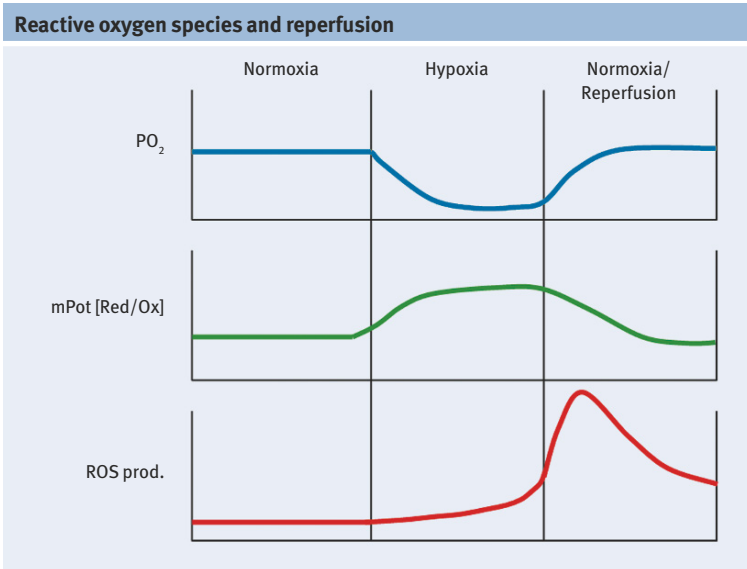 Reactive oxygen species and reperfusion
Normoxia
Hypoxia
Normoxia/
Reperfusion
PO₂
mPot [Red/Ox]
ROS prod.